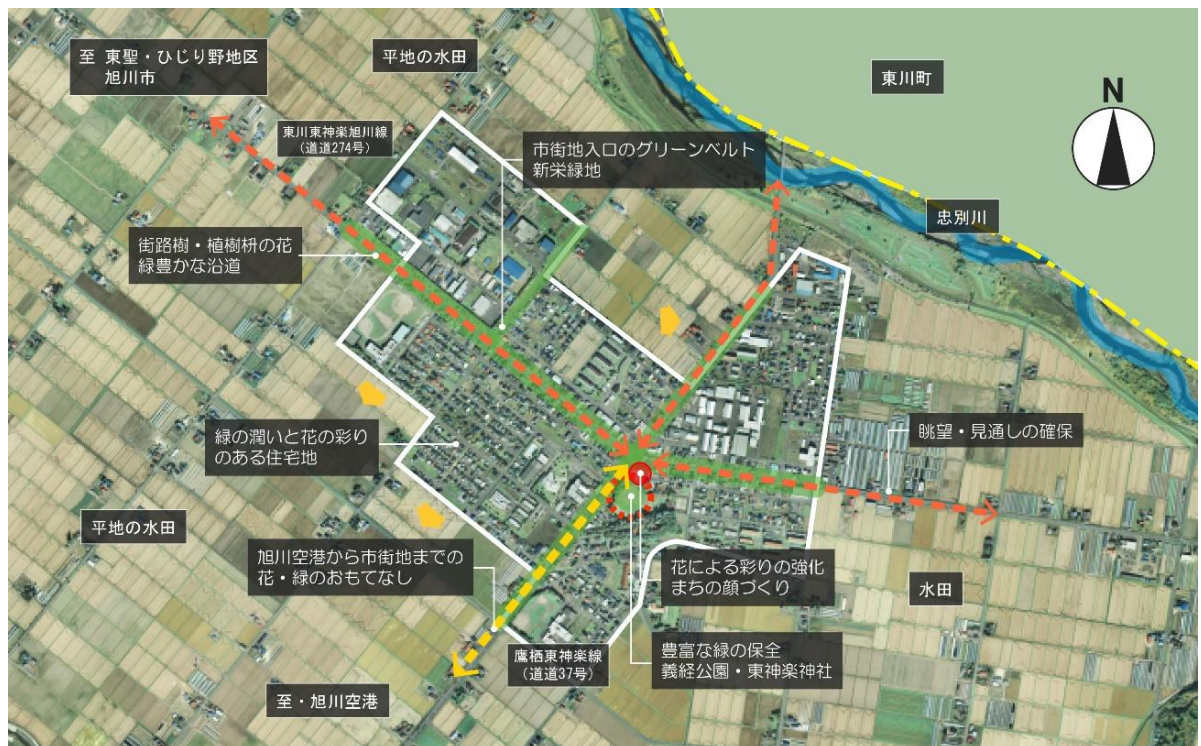 至 東聖・ひじり野地区
旭川市
平地の水田
東川町
N
東川東神楽旭川線
(道道274号)
市街地入口のグリーンベルト
新栄緑地
忠別川
街路樹・植樹枡の花
緑豊かな沿道
緑の潤いと花の彩り
のある住宅地
眺望・見通しの確保
平地の水田
旭川空港から市街地までの
花・緑のおもてなし
花による彩りの強化
まちの顔づくり
水田
鷹栖東神楽線
(道道37号)
豊富な緑の保全
義経公園・東神楽神社
至・旭川空港